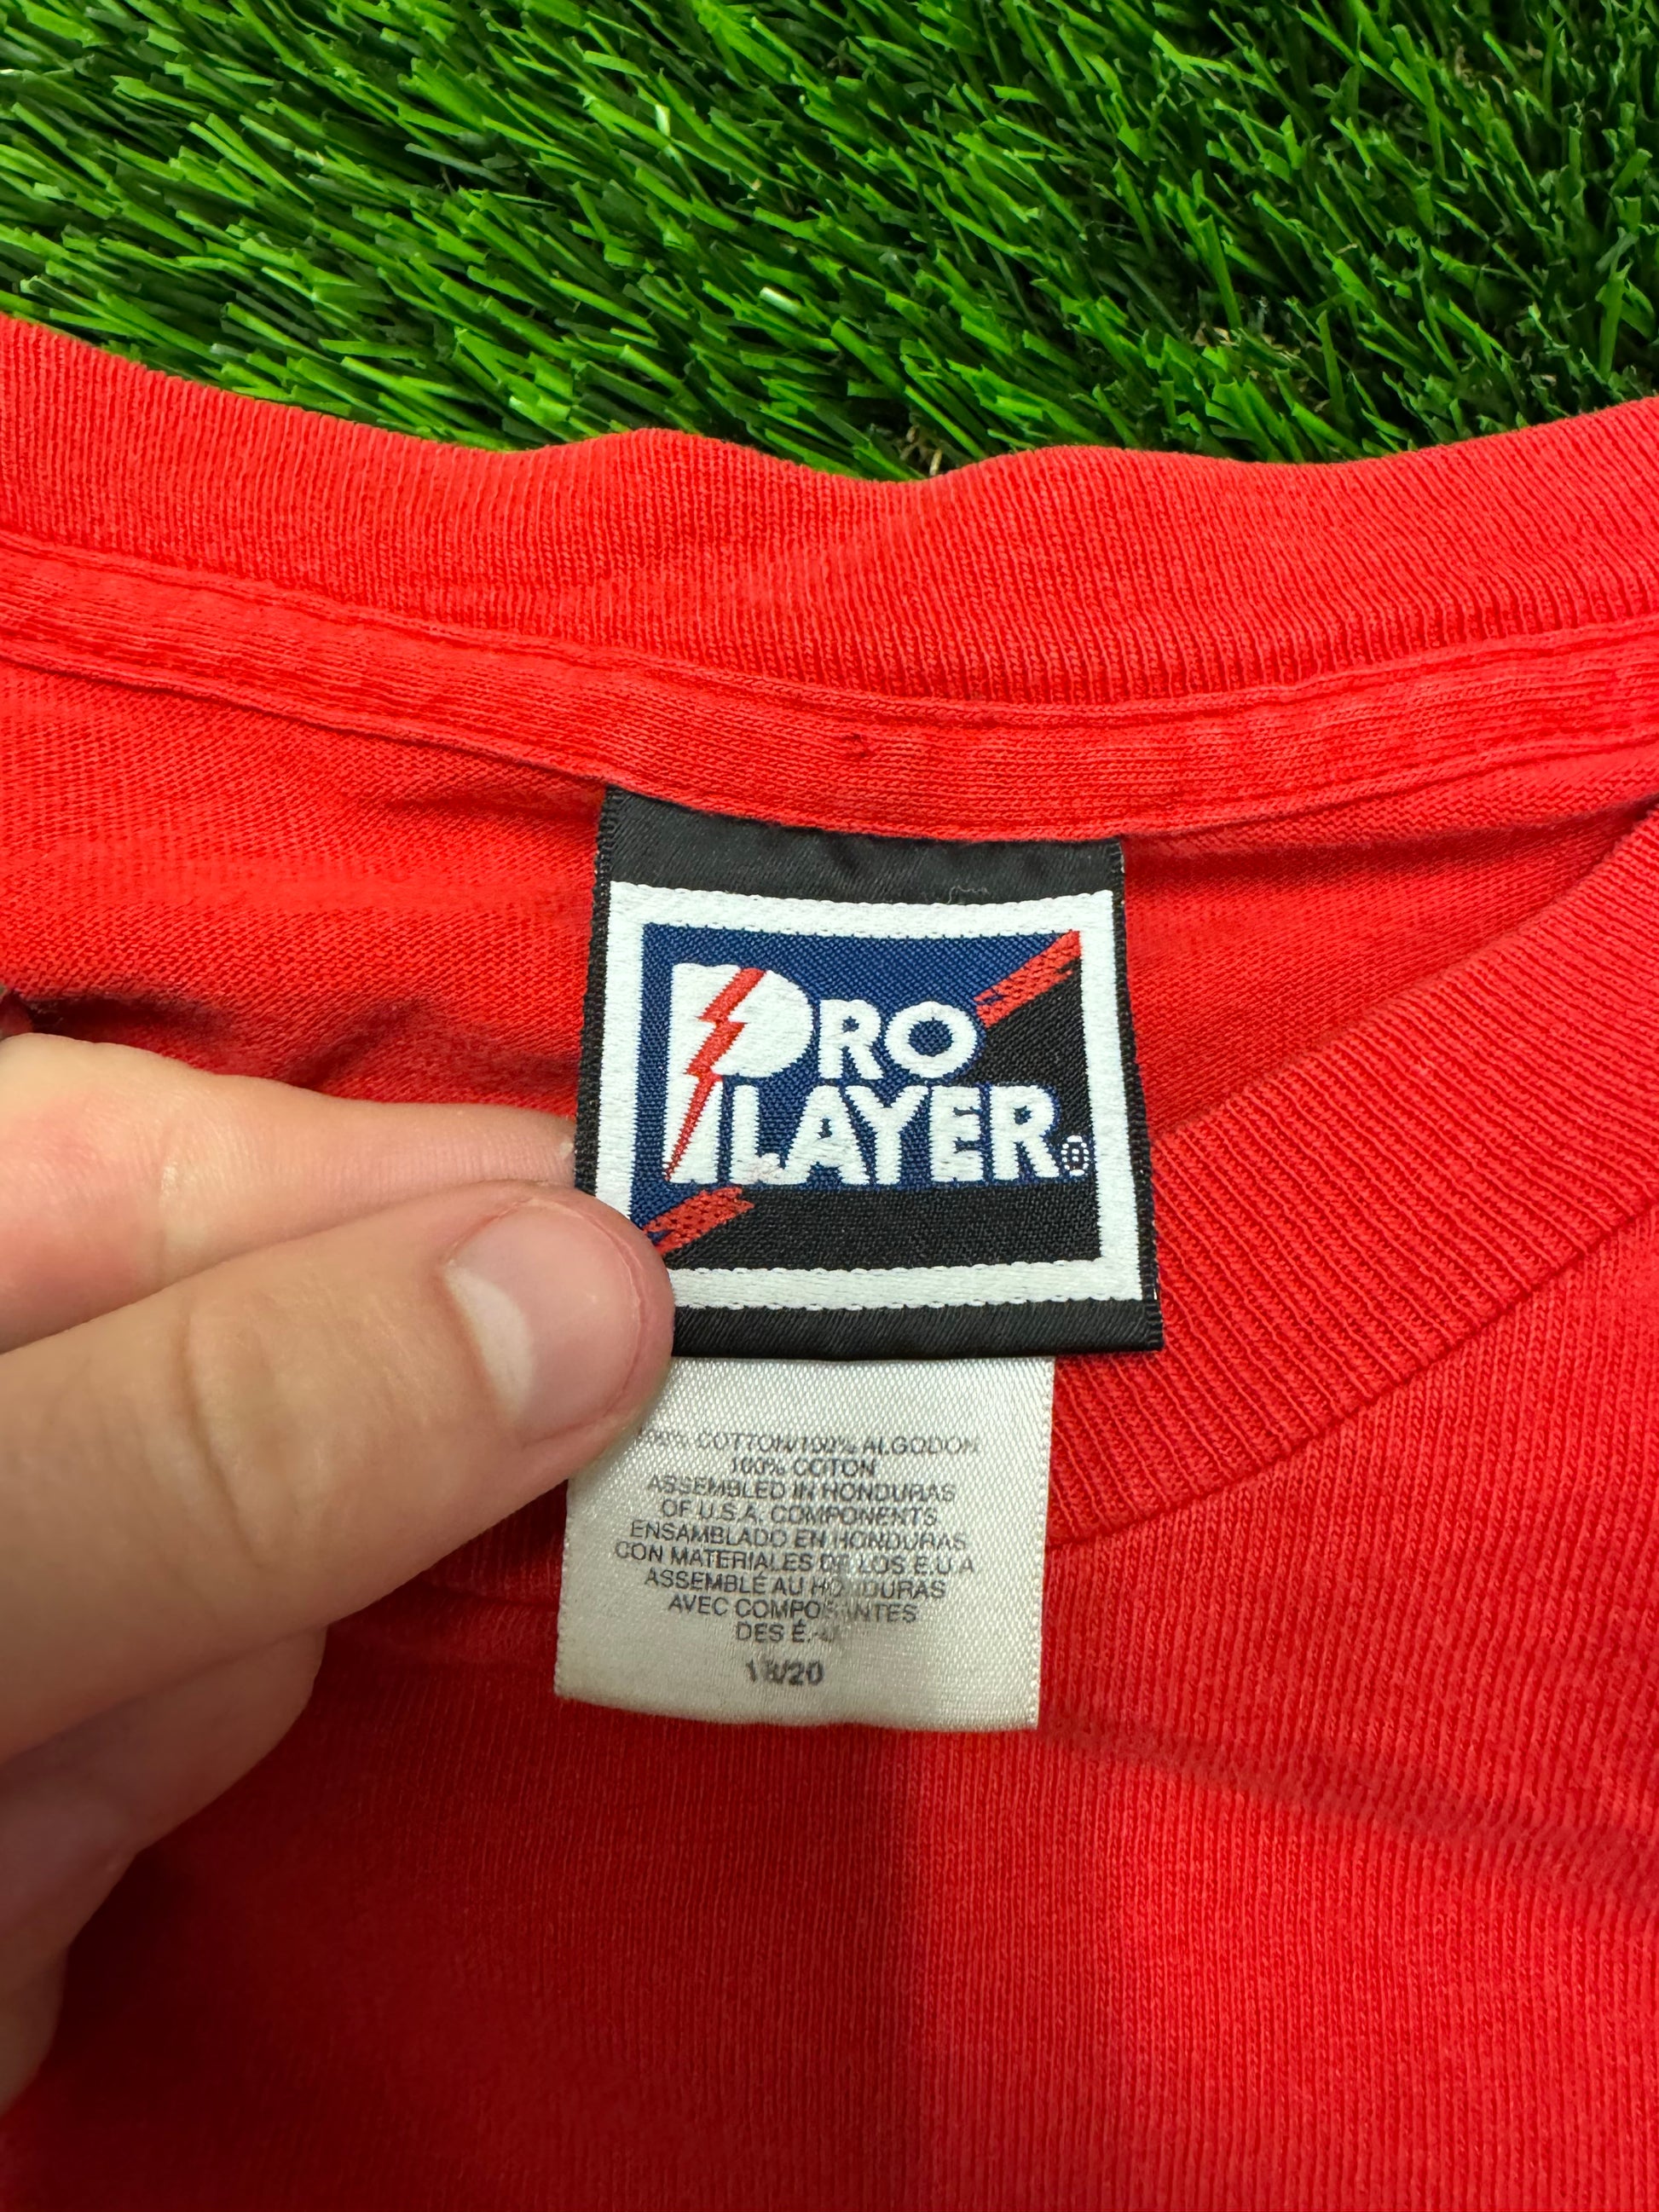 PRO
PLAYER®
100% COTTON/100% ALGODON
100% COTON
ASSEMBLED IN HONDURAS
OF U.S.A. COMPONENTS
ENSAMBLADO EN HONDURAS
CON MATERIALES DE LOS E.U A
ASSEMBLÉ AU HONDURAS
AVEC COMPOSANTES
DES
18/20